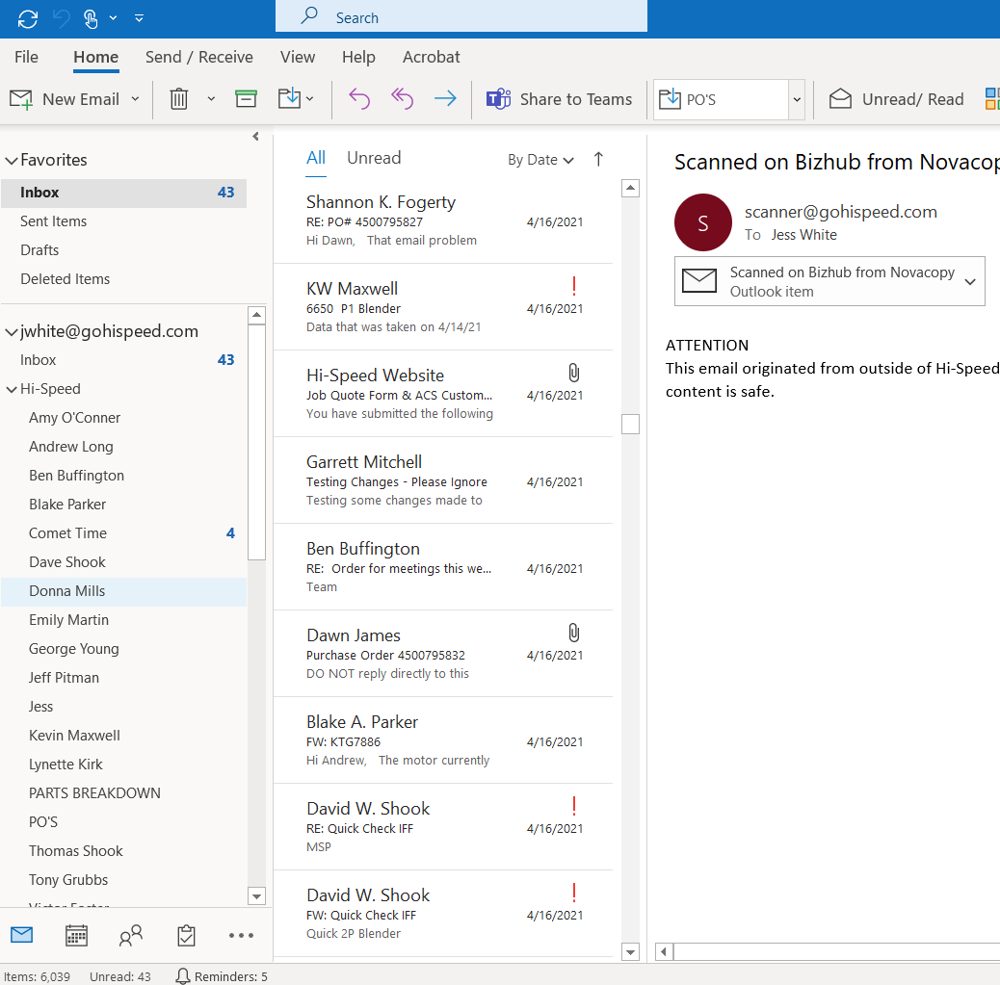 Search
File Home Send / Receive View Help Acrobat
New Email Share to Teams PO'S Unread/ Read
Favorites
Inbox 43
Sent Items
Drafts
Deleted Items
jwhite@gohispeed.com
Inbox 43
Hi-Speed
Amy O'Conner
Andrew Long
Ben Buffington
Blake Parker
Comet Time 4
Dave Shook
Donna Mills
Emily Martin
George Young
Jeff Pitman
Jess
Kevin Maxwell
Lynette Kirk
PARTS BREAKDOWN
PO'S
Thomas Shook
Tony Grubbs
All Unread By Date
Shannon K. Fogerty
RE: PO# 4500795827 4/16/2021
Hi Dawn, That email problem
KW Maxwell
6650 P1 Blender 4/16/2021
Data that was taken on 4/14/21
Hi-Speed Website
Job Quote Form & ACS Custom... 4/16/2021
You have submitted the following
Garrett Mitchell
Testing Changes - Please Ignore 4/16/2021
Testing some changes made to
Ben Buffington
RE: Order for meetings this we... 4/16/2021
Team
Dawn James
Purchase Order 4500795832 4/16/2021
DO NOT reply directly to this
Blake A. Parker
FW: KTG7886 4/16/2021
Hi Andrew, The motor currently
David W. Shook
RE: Quick Check IFF 4/16/2021
MSP
David W. Shook
FW: Quick Check IFF 4/16/2021
Quick 2P Blender
Scanned on Bizhub from Novacop
S
scanner@gohispeed.com
To Jess White
Scanned on Bizhub from Novacopy
Outlook item
ATTENTION
This email originated from outside of Hi-Speed
content is safe.
Items: 6,039 Unread: 43 Reminders: 5